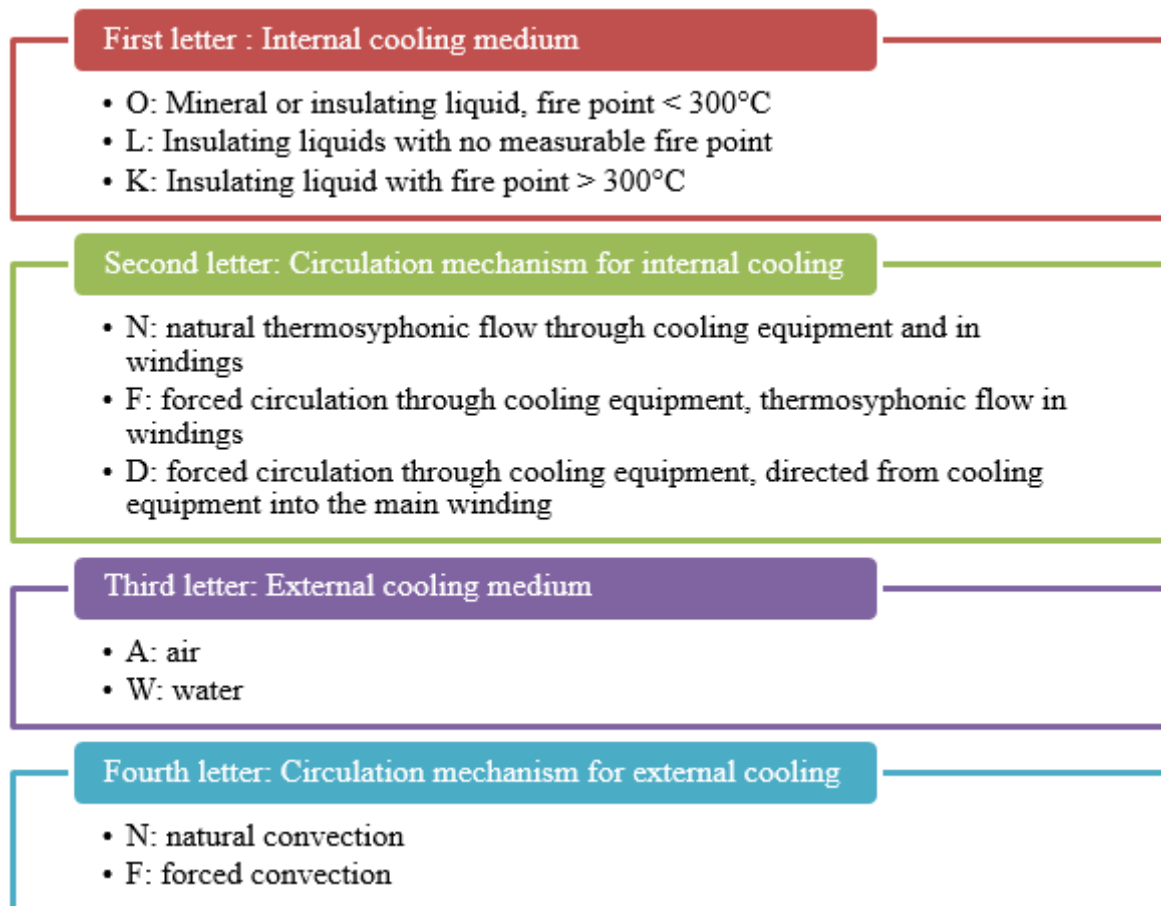 First letter : Internal cooling medium
• O: Mineral or insulating liquid, fire point < 300°C
• L: Insulating liquids with no measurable fire point
• K: Insulating liquid with fire point > 300°C
Second letter: Circulation mechanism for internal cooling
• N: natural thermosyphonic flow through cooling equipment and in
windings
• F: forced circulation through cooling equipment, thermosyphonic flow in
windings
• D: forced circulation through cooling equipment, directed from cooling
equipment into the main winding
Third letter: External cooling medium
• A: air
• W: water
Fourth letter: Circulation mechanism for external cooling
• N: natural convection
• F: forced convection